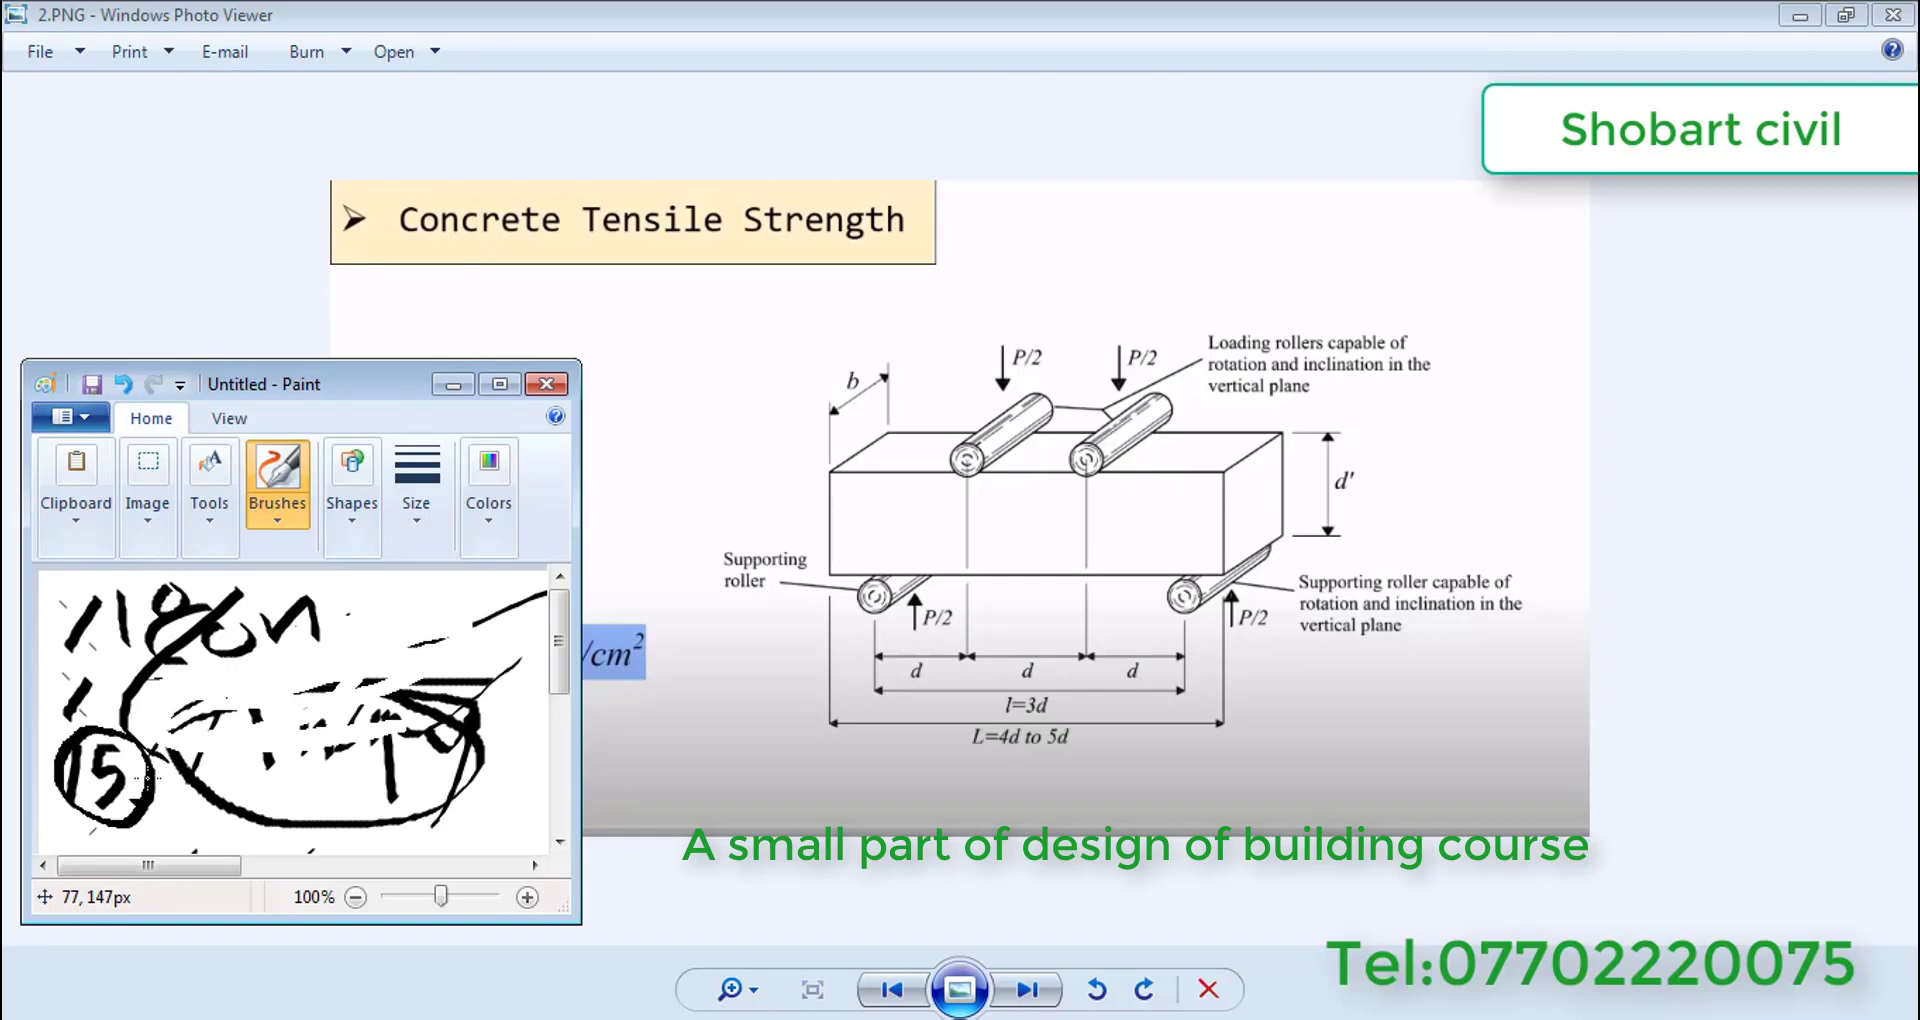 2.PNG - Windows Photo Viewer
File Print E-mail Burn Open
Shobart civil
Concrete Tensile Strength
P/2 P/2
Loading rollers capable of
rotation and inclination in the
vertical plane
b
d'
Supporting
roller
Supporting roller capable of
rotation and inclination in the
vertical plane
P/2 P/2
d d d
l=3d
L=4d to 5d
/cm²
Untitled - Paint
Home View
Clipboard Image Tools Brushes Shapes Size Colors
15
77, 147px 100%
A small part of design of building course
Tel:07702220075